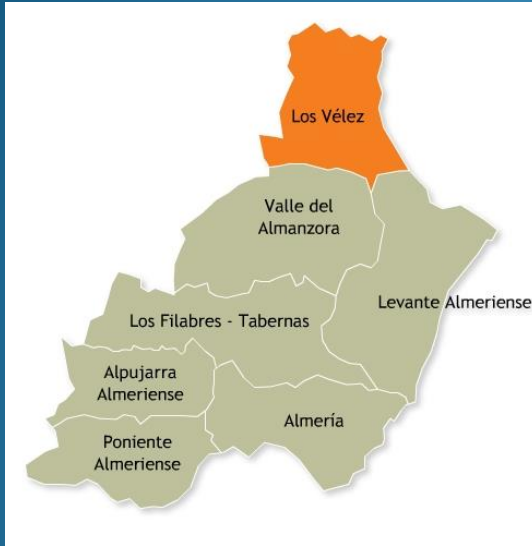 Los Vélez
Valle del
Almanzora
Levante Almeriense
Los Filabres - Tabernas
Alpujarra
Almeriense
Almería
Poniente
Almeriense